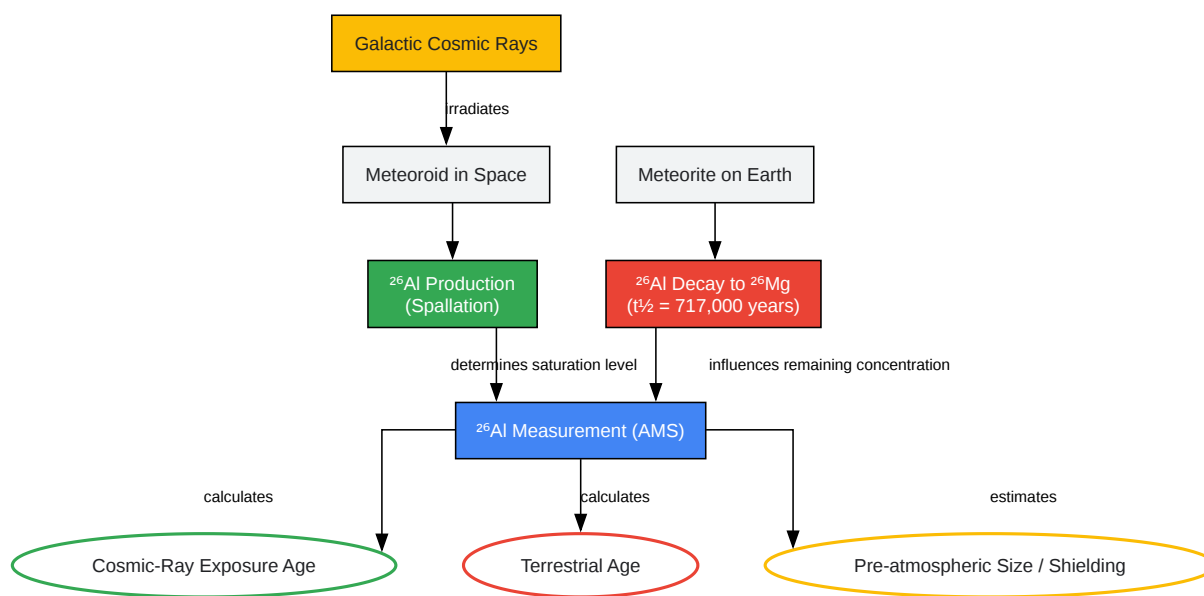 Galactic Cosmic Rays
irradiates
Meteoroid in Space
Meteorite on Earth
²⁶Al Production
(Spallation)
²⁶Al Decay to ²⁶Mg
(t½ = 717,000 years)
determines saturation level
influences remaining concentration
²⁶Al Measurement (AMS)
calculates
calculates
estimates
Cosmic-Ray Exposure Age
Terrestrial Age
Pre-atmospheric Size / Shielding